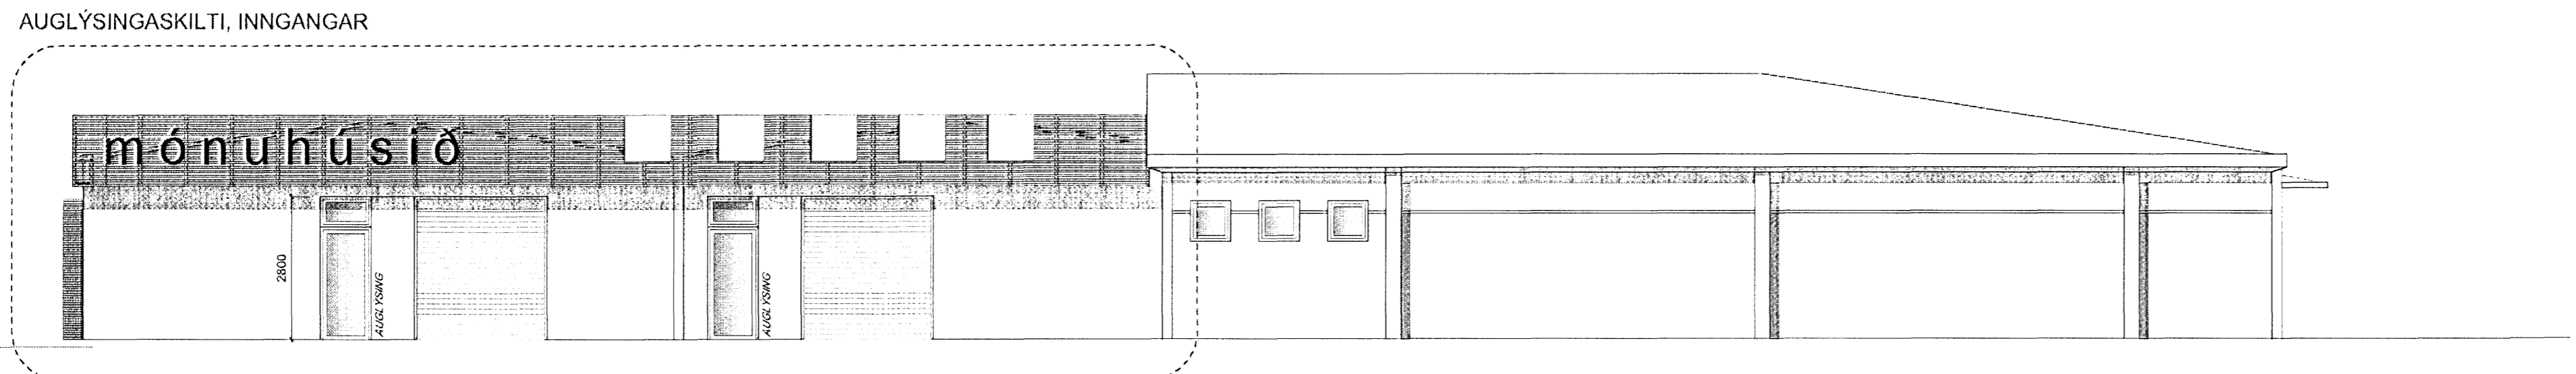 AUGLÝSINGASKILTI, INNGANGAR
mónuhúsið
2800
AUGLÝSING
AUGLÝSING